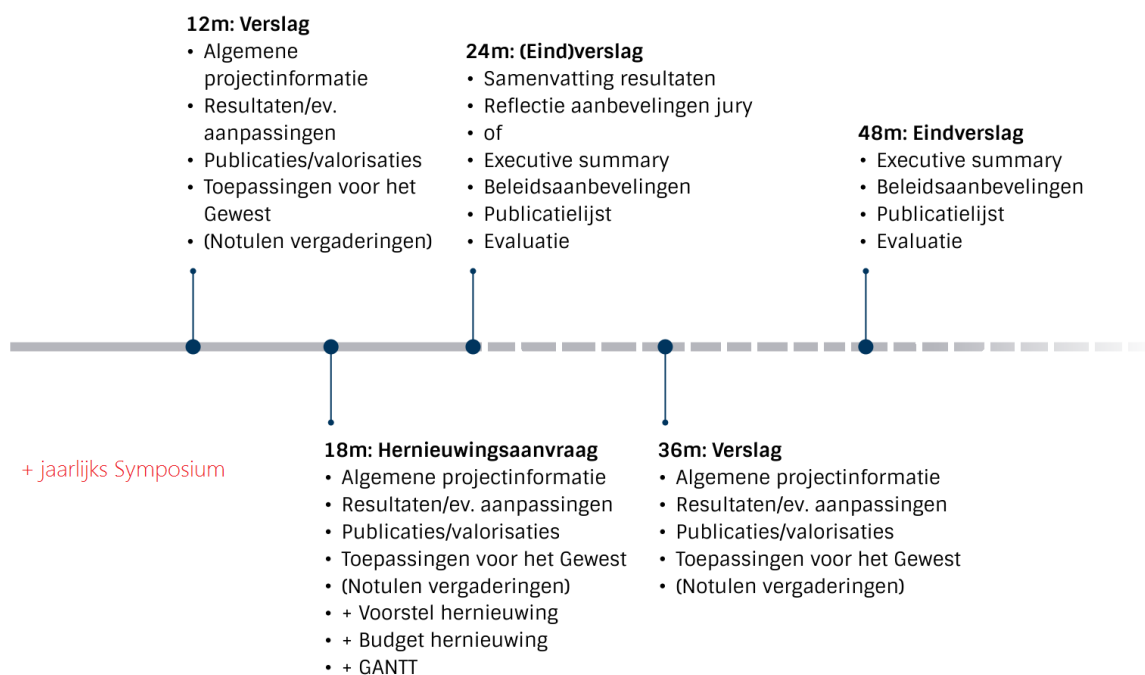 12m: Verslag
• Algemene
projectinformatie
• Resultaten/ev.
aanpassingen
• Publicaties/valorisaties
• Toepassingen voor het
Gewest
• (Notulen vergaderingen)
24m: (Eind)verslag
• Samenvatting resultaten
• Reflectie aanbevelingen jury
• of
• Executive summary
• Beleidsaanbevelingen
• Publicatielijst
• Evaluatie
48m: Eindverslag
• Executive summary
• Beleidsaanbevelingen
• Publicatielijst
• Evaluatie
+ jaarlijks Symposium
18m: Hernieuwingsaanvraag
• Algemene projectinformatie
• Resultaten/ev. aanpassingen
• Publicaties/valorisaties
• Toepassingen voor het Gewest
• (Notulen vergaderingen)
• + Voorstel hernieuwing
• + Budget hernieuwing
• + GANTT
36m: Verslag
• Algemene projectinformatie
• Resultaten/ev. aanpassingen
• Publicaties/valorisaties
• Toepassingen voor het Gewest
• (Notulen vergaderingen)